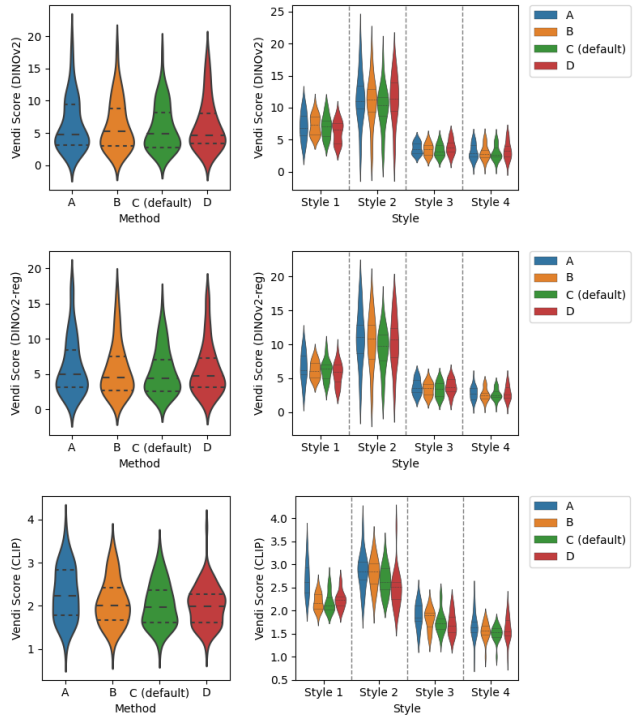 Vendi Score (DINOv2)
20
15
10
5
0
A
B
C (default)
D
Method
Vendi Score (DINOv2)
25
20
15
10
5
0
Style 1
Style 2
Style 3
Style 4
Style
A
B
C (default)
D
Vendi Score (DINOv2-reg)
20
15
10
5
0
A
B
C (default)
D
Method
Vendi Score (DINOv2-reg)
20
15
10
5
0
Style 1
Style 2
Style 3
Style 4
Style
A
B
C (default)
D
Vendi Score (CLIP)
4
3
2
1
A
B
C (default)
D
Method
Vendi Score (CLIP)
4.0
3.5
3.0
2.5
2.0
1.5
1.0
0.5
Style 1
Style 2
Style 3
Style 4
Style
A
B
C (default)
D